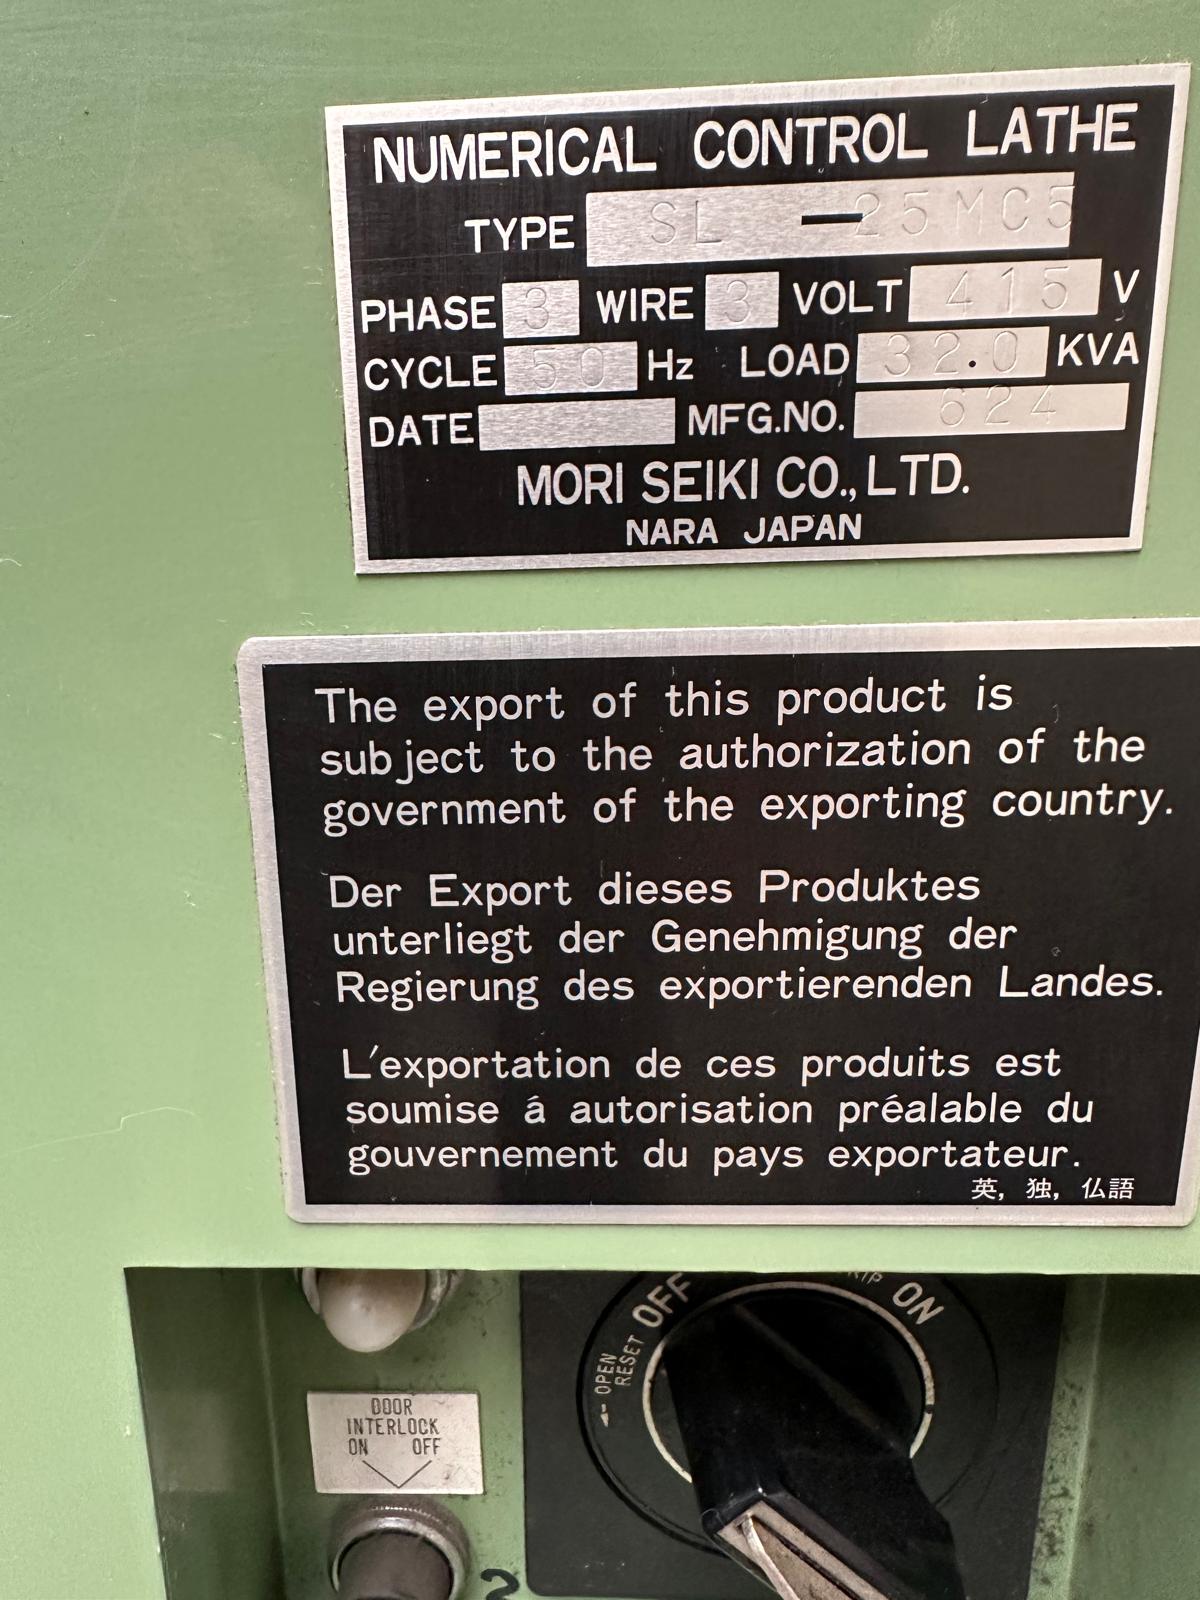 NUMERICAL CONTROL LATHE
TYPE SL -25MC5
PHASE 3 WIRE 3 VOLT 415 V
CYCLE 50 Hz LOAD 32.0 KVA
DATE MFG.NO. 624
MORI SEIKI CO., LTD.
NARA JAPAN
The export of this product is
subject to the authorization of the
government of the exporting country.
Der Export dieses Produktes
unterliegt der Genehmigung der
Regierung des exportierenden Landes.
L'exportation de ces produits est
soumise á autorisation préalable du
gouvernement du pays exportateur.
英, 独, 仏語
OFF ON
OPEN
RESET
DOOR
INTERLOCK
ON OFF
2